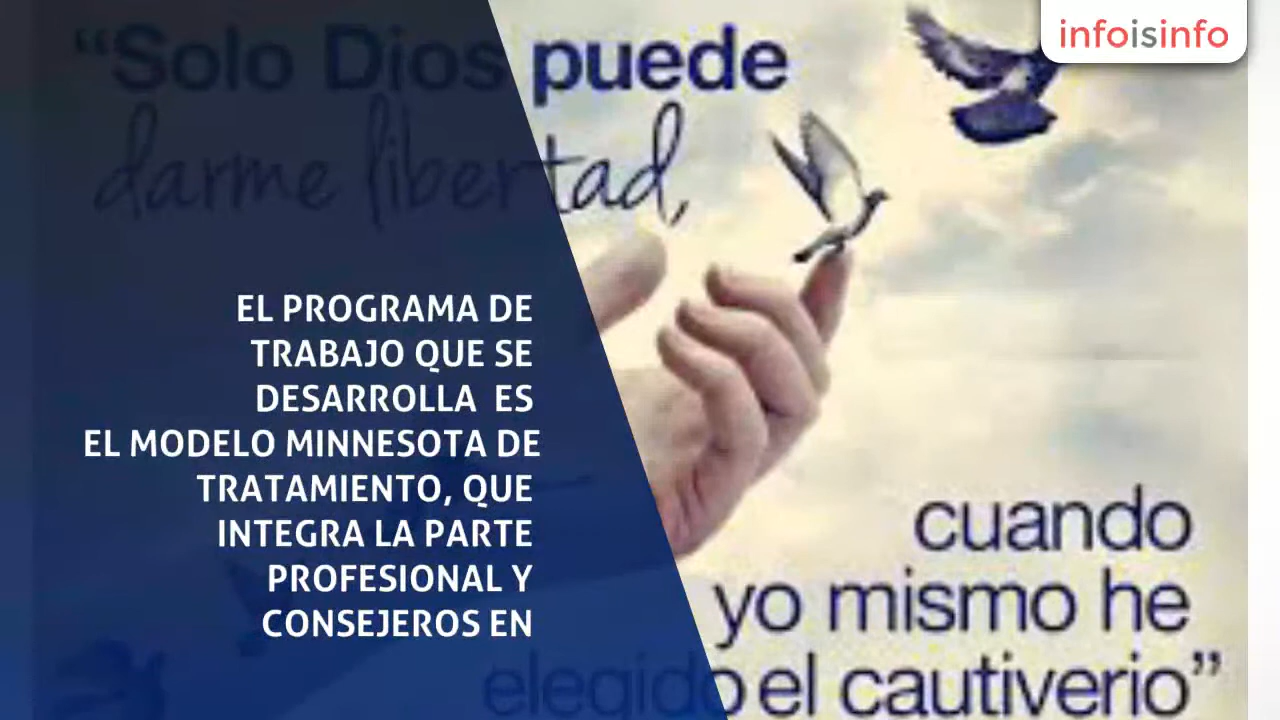 infoisinfo
“Solo Dios puede
darme libertad,
EL PROGRAMA DE
TRABAJO QUE SE
DESARROLLA  ES
EL MODELO MINNESOTA DE
TRATAMIENTO, QUE
INTEGRA LA PARTE
PROFESIONAL Y
CONSEJEROS EN
cuando
yo mismo he
elegido el cautiverio”